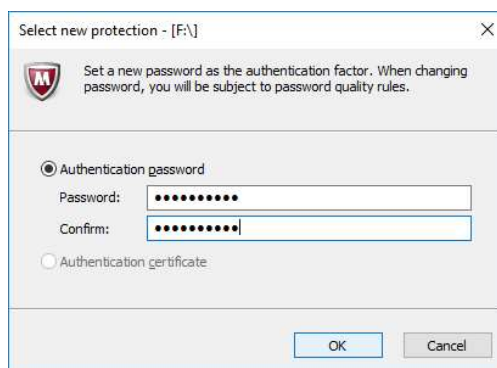 Select new protection - [F:\]
Set a new password as the authentication factor. When changing
password, you will be subject to password quality rules.
Authentication password
Password: ●●●●●●●●●●
Confirm: ●●●●●●●●●●
Authentication certificate
OK Cancel